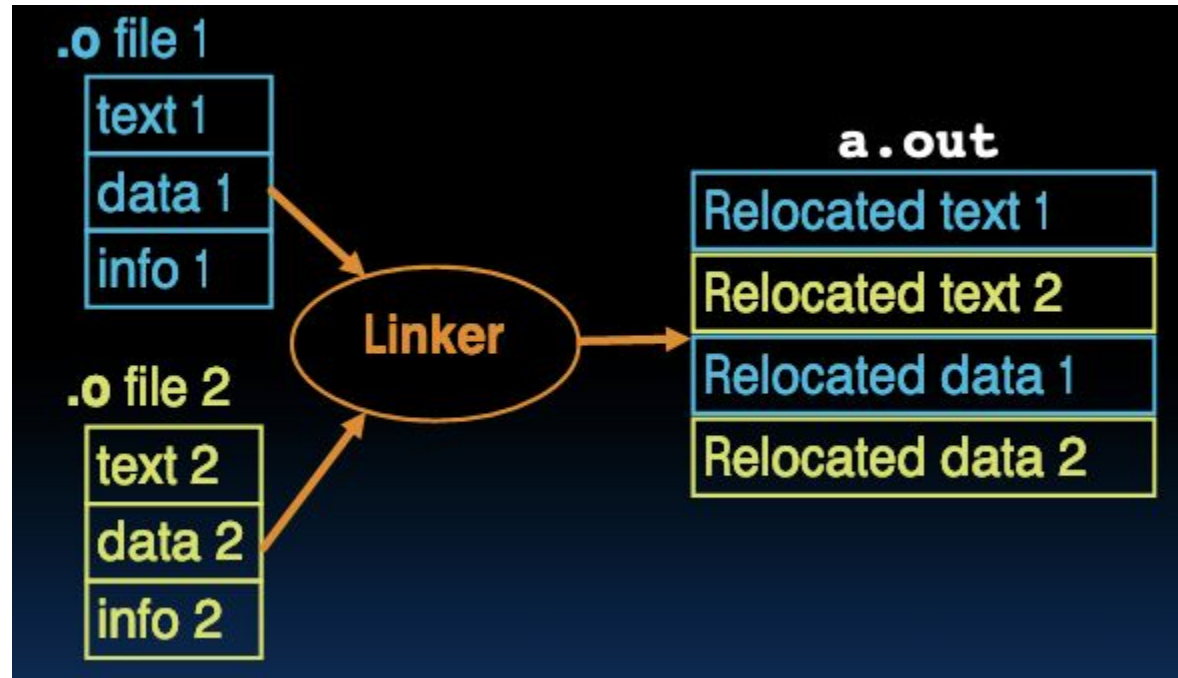 .o file 1
text 1
data 1
info 1
.o file 2
text 2
data 2
info 2
Linker
a.out
Relocated text 1
Relocated text 2
Relocated data 1
Relocated data 2